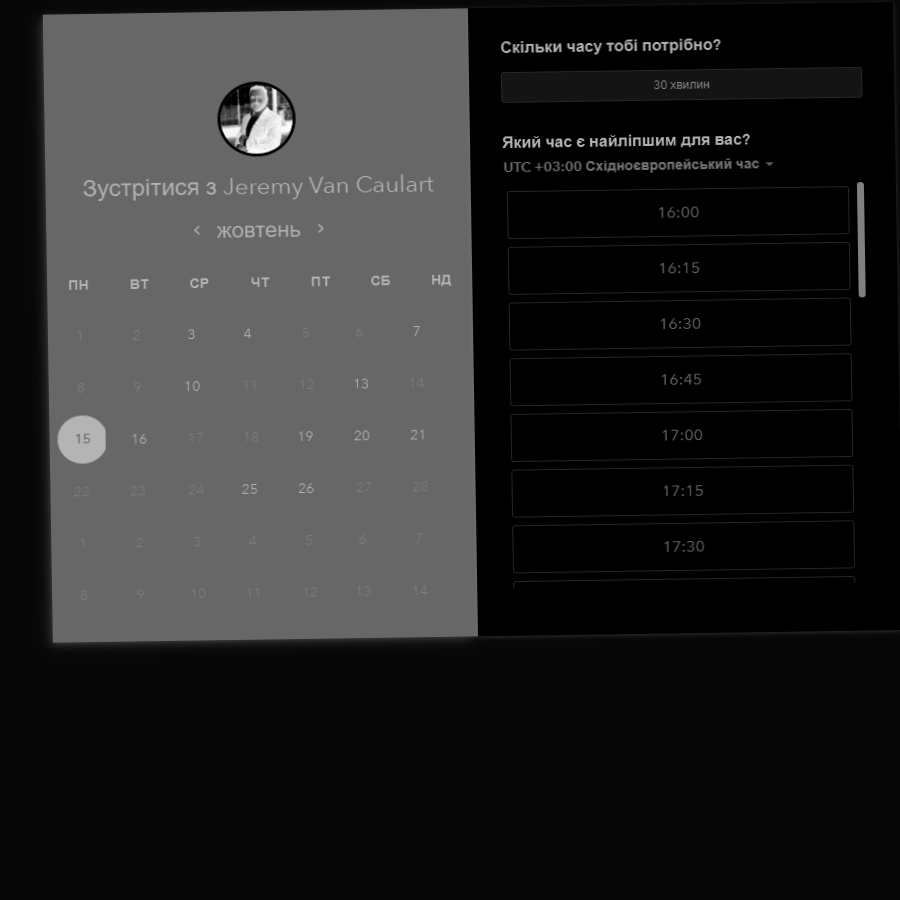 Зустрітися з Jeremy Van Caulart
жовтень
ПН ВТ СР ЧТ ПТ СБ НД
1 2 3 4 5 6 7
8 9 10 11 12 13 14
15 16 17 18 19 20 21
22 23 24 25 26 27 28
1 2 3 4 5 6 7
8 9 10 11 12 13 14
Скільки часу тобі потрібно?
30 хвилин
Який час є найліпшим для вас?
UTC +03:00 Східноєвропейський час
16:00
16:15
16:30
16:45
17:00
17:15
17:30